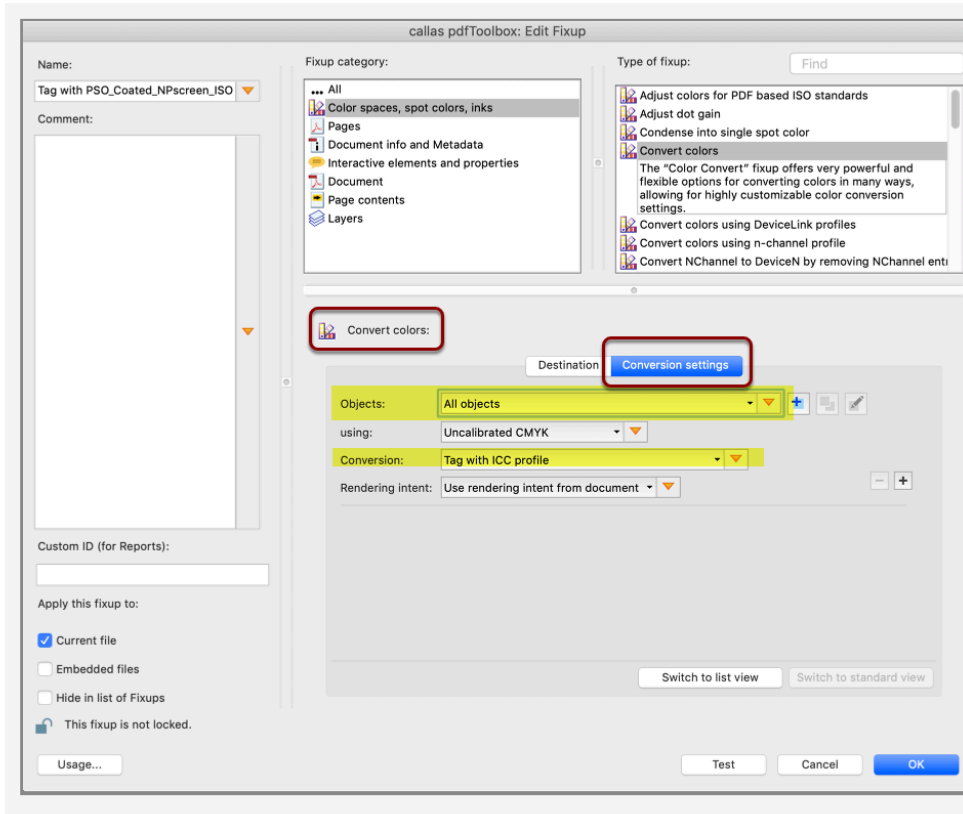 callas pdfToolbox: Edit Fixup
Name:
Tag with PSO_Coated_NPscreen_ISO
Comment:
Custom ID (for Reports):
Apply this fixup to:
Current file
Embedded files
Hide in list of Fixups
This fixup is not locked.
Usage...
Fixup category:
... All
Color spaces, spot colors, inks
Pages
Document info and Metadata
Interactive elements and properties
Document
Page contents
Layers
Type of fixup:
Find
Adjust colors for PDF based ISO standards
Adjust dot gain
Condense into single spot color
Convert colors
The “Color Convert” fixup offers very powerful and
flexible options for converting colors in many ways,
allowing for highly customizable color conversion
settings.
Convert colors using DeviceLink profiles
Convert colors using n-channel profile
Convert NChannel to DeviceN by removing NChannel
Convert colors:
Destination
Conversion settings
Objects: All objects
using: Uncalibrated CMYK
Conversion: Tag with ICC profile
Rendering intent: Use rendering intent from document
Switch to list view
Switch to standard view
Test
Cancel
OK